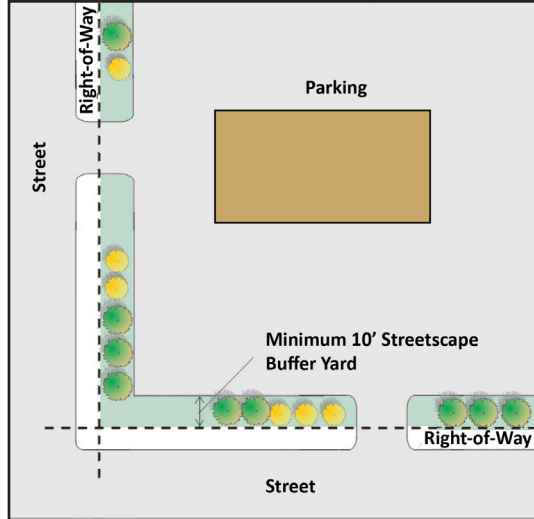 Right-of-Way
Parking
Street
Minimum 10' Streetscape
Buffer Yard
Right-of-Way
Street